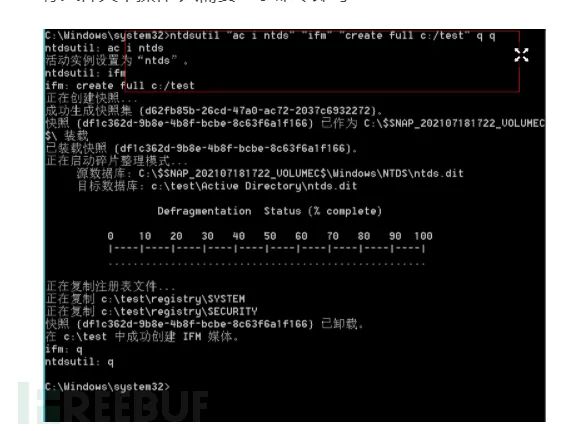 C:\Windows\system32>ntdsutil "ac i ntds" "ifm" "create full c:/test" q q
ntdsutil: ac i ntds
活动实例设置为“ntds”。
ntdsutil: ifm
ifm: create full c:/test
正在创建快照...
成功生成快照集 {d62fb85b-26cd-47a0-ac72-2037c6932272}。
快照 {df1c362d-9b8e-4b8f-bcbe-8c63f6a1f166} 已作为 C:\$SNAP_202107181722_VOLUMEC
$\ 装载
已装载快照 {df1c362d-9b8e-4b8f-bcbe-8c63f6a1f166}。
正在启动碎片整理模式...
源数据库: C:\$SNAP_202107181722_VOLUMEC$\Windows\NTDS\ntds.dit
目标数据库: c:\test\Active Directory\ntds.dit
Defragmentation Status (% complete)
0 10 20 30 40 50 60 70 80 90 100
|----|----|----|----|----|----|----|----|----|----|
...................................................
正在复制注册表文件...
正在复制 c:\test\registry\SYSTEM
正在复制 c:\test\registry\SECURITY
快照 {df1c362d-9b8e-4b8f-bcbe-8c63f6a1f166} 已卸载。
在 c:\test 中成功创建 IFM 媒体。
ifm: q
ntdsutil: q
C:\Windows\system32>
FREEBUF